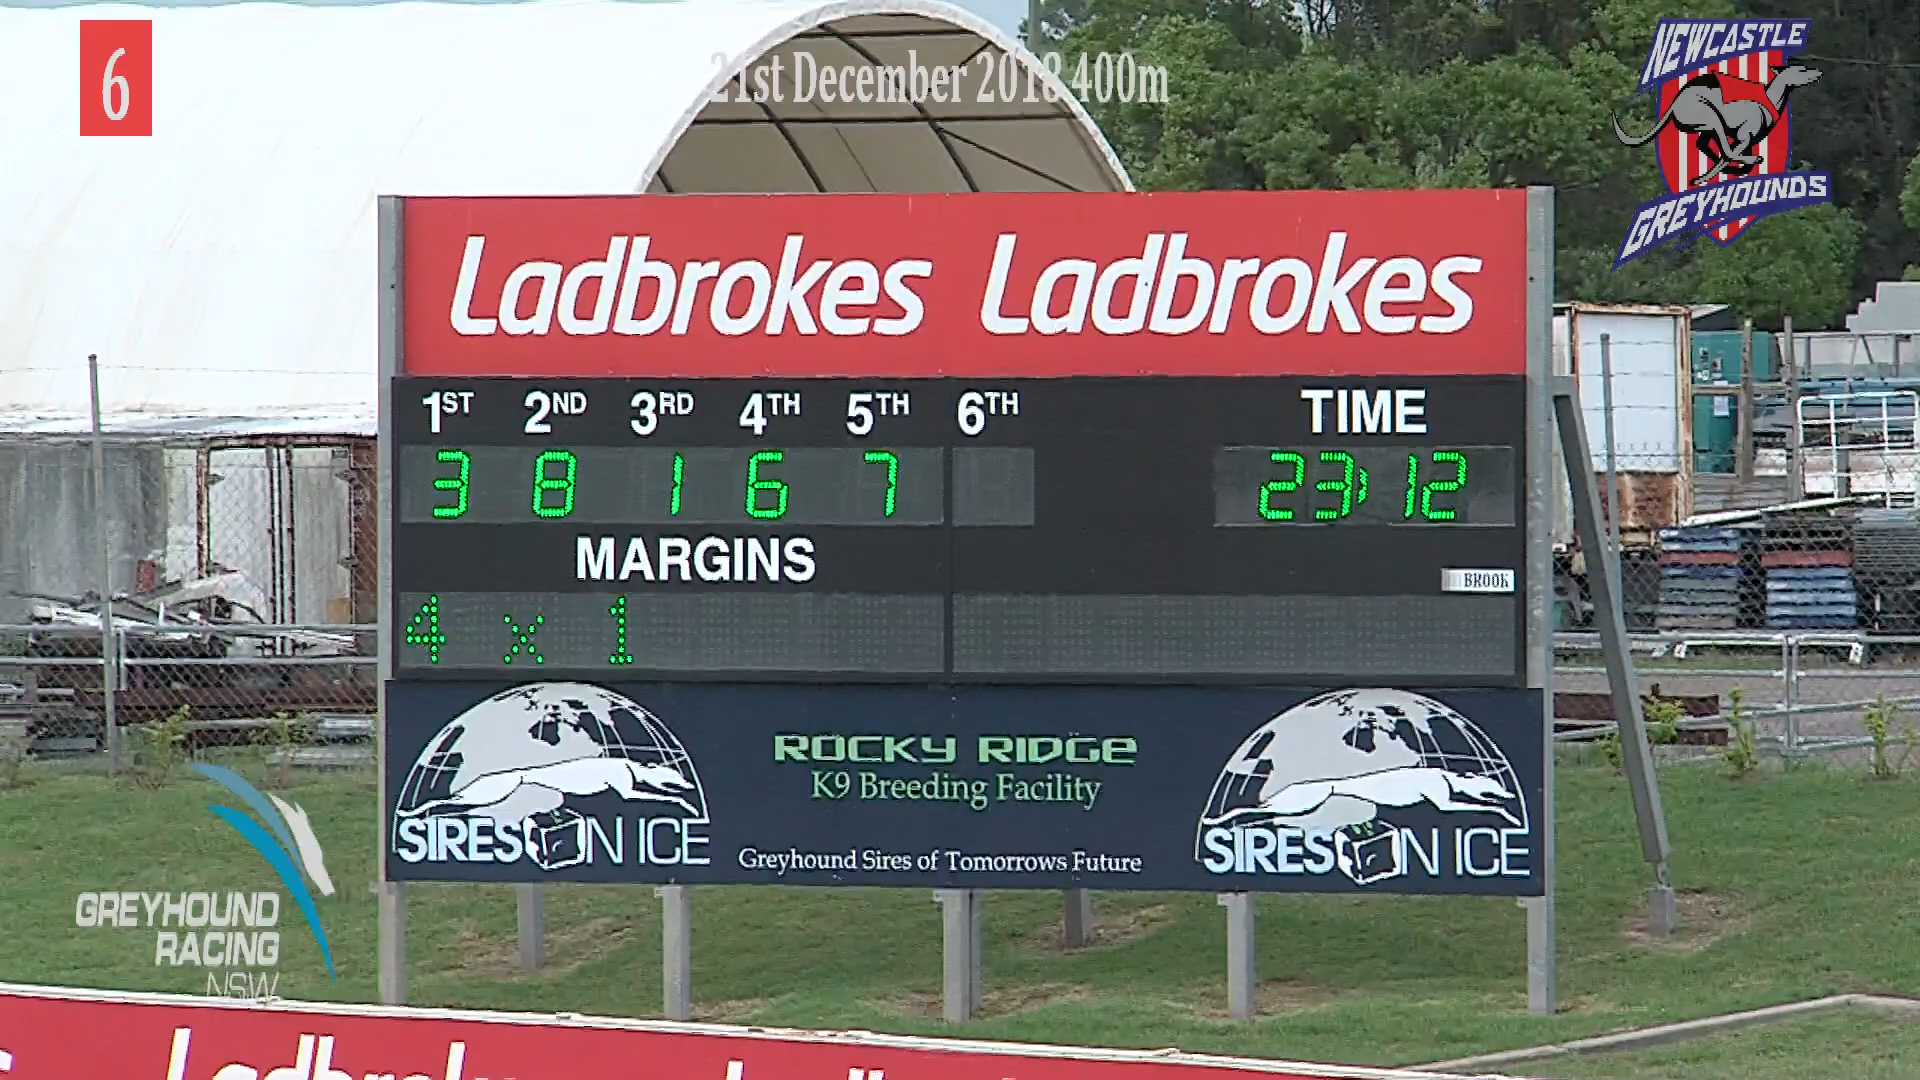 6
21st December 2018 400m
NEWCASTLE
GREYHOUNDS
Ladbrokes Ladbrokes
1ST 2ND 3RD 4TH 5TH 6TH TIME
3 8 1 6 7 23:12
MARGINS
BROOK
4 x 1
ROCKY RIDGE
K9 Breeding Facility
SIRES ON ICE
Greyhound Sires of Tomorrows Future
SIRES ON ICE
GREYHOUND
RACING
NSW
Ladbrokes